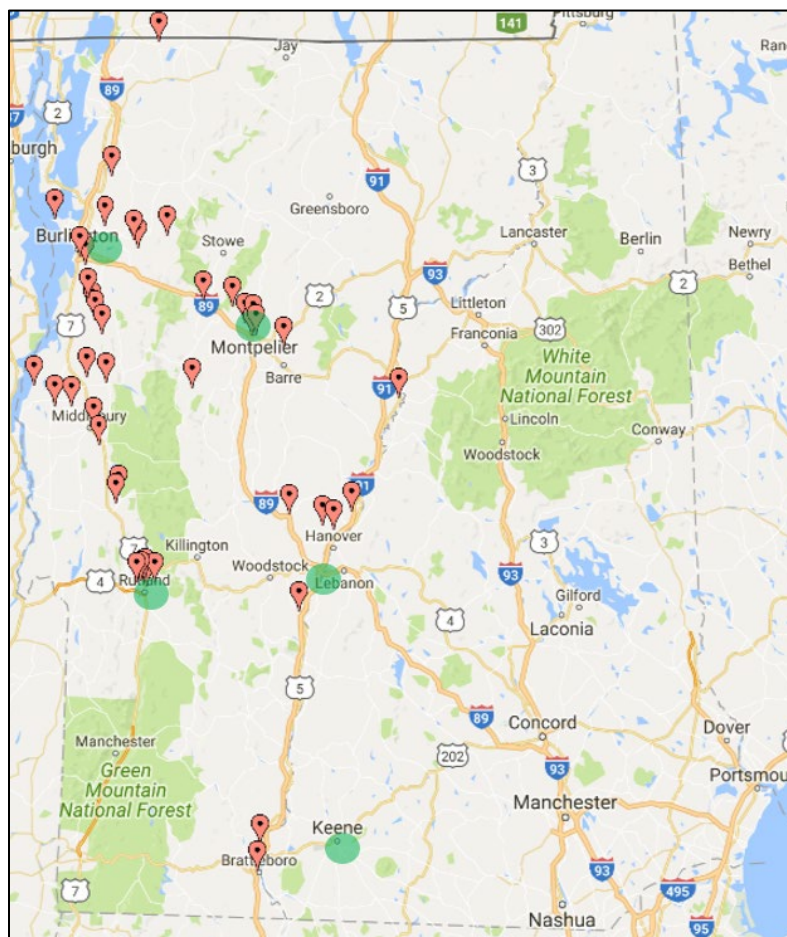 141
Pittsburg
Jay
89
2
87
burgh
91
3
Greensboro
Burlington
Stowe
Lancaster
Berlin
Newry
Bethel
93
2
2
5
89
Littleton
7
Franconia
302
Montpelier
White
Mountain
National Forest
Barre
91
Lincoln
Middlebury
Conway
Woodstock
91
89
7
Killington
Hanover
3
Woodstock
4
Rutland
Lebanon
93
Gilford
4
Laconia
5
89
Concord
Manchester
202
Dover
Green
Mountain
National Forest
93
Portsmou
Manchester
Keene
Brattleboro
93
7
495
Nashua
95